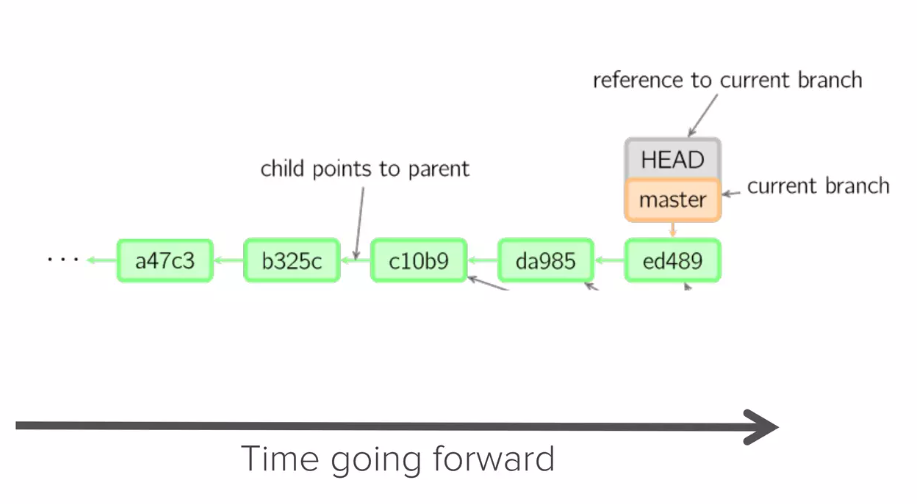 reference to current branch
HEAD
child points to parent
master
current branch
... a47c3 b325c c10b9 da985 ed489
Time going forward